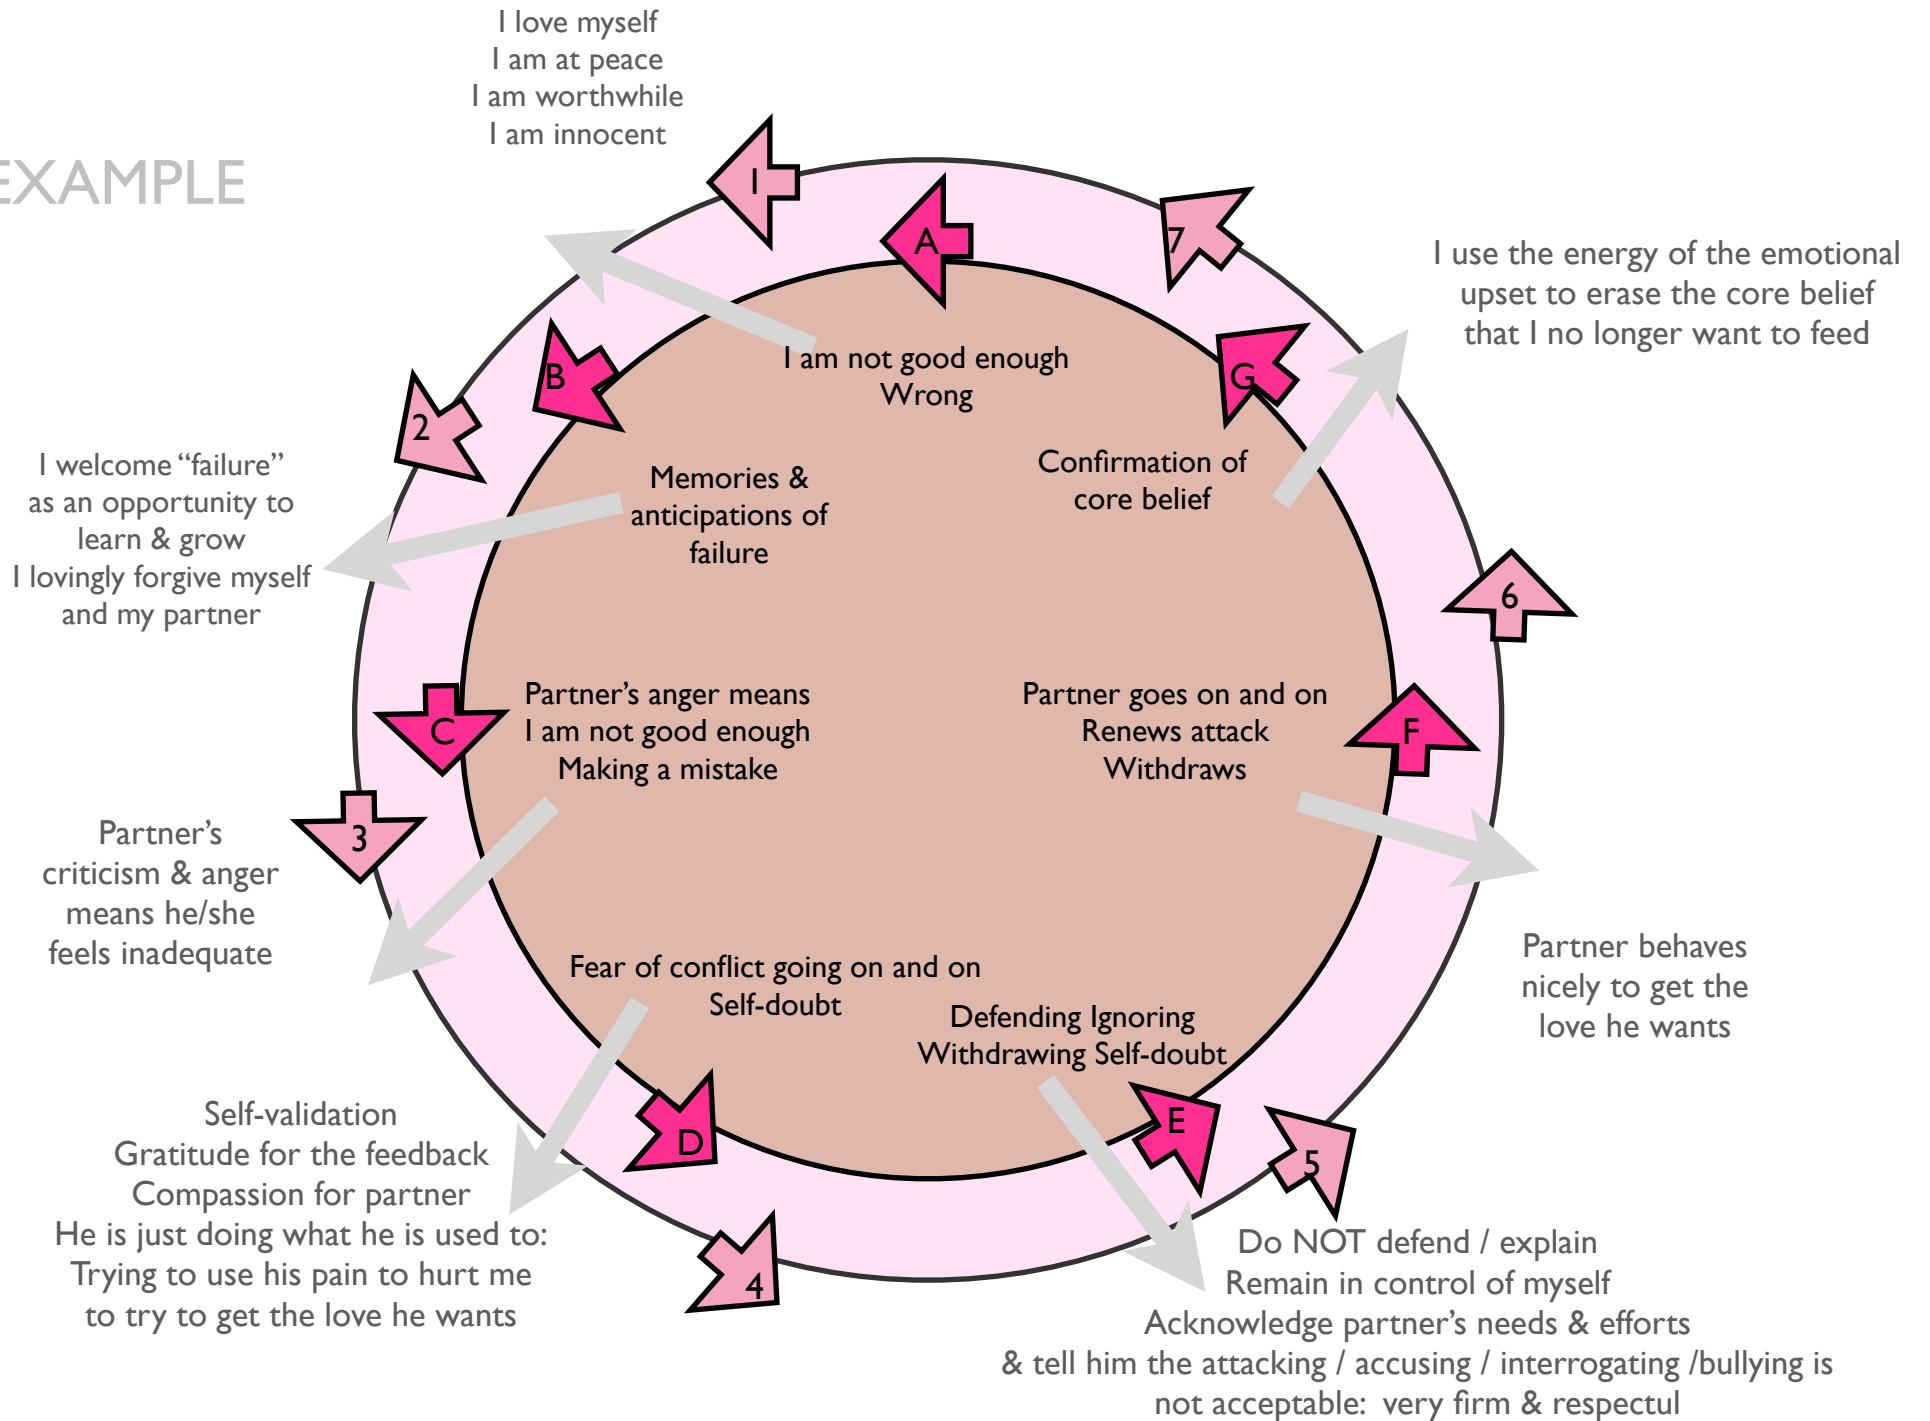 EXAMPLE
I love myself
I am at peace
I am worthwhile
I am innocent
1
A
7
I use the energy of the emotional
upset to erase the core belief
that I no longer want to feed
I am not good enough
Wrong
B
G
2
Confirmation of
core belief
Memories &
anticipations of
failure
I welcome “failure”
as an opportunity to
learn & grow
I lovingly forgive myself
and my partner
6
Partner’s anger means
I am not good enough
Making a mistake
Partner goes on and on
Renews attack
Withdraws
C
F
3
Partner’s
criticism & anger
means he/she
feels inadequate
Partner behaves
nicely to get the
love he wants
Fear of conflict going on and on
Self-doubt
Defending Ignoring
Withdrawing Self-doubt
D
E
5
4
Self-validation
Gratitude for the feedback
Compassion for partner
He is just doing what he is used to:
Trying to use his pain to hurt me
to try to get the love he wants
Do NOT defend / explain
Remain in control of myself
Acknowledge partner’s needs & efforts
& tell him the attacking / accusing / interrogating /bullying is
not acceptable:  very firm & respectul